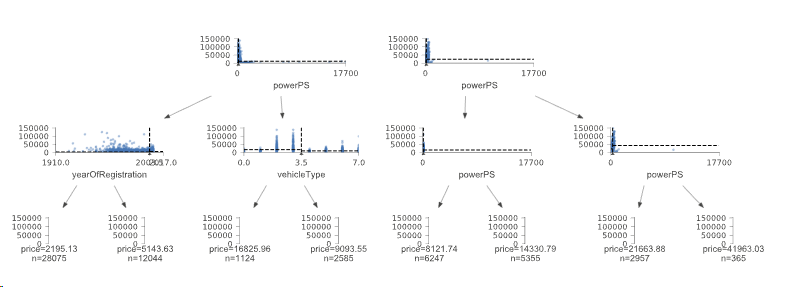 150000 150000
100000 100000
50000 50000
0 0
0 17700 0 17700
powerPS powerPS
150000 150000 150000 150000
100000 100000 100000 100000
50000 50000 50000 50000
0 0 0 0
1910.0 2017.0 0.0 3.5 7.0 0 17700 0 17700
yearOfRegistration vehicleType powerPS powerPS
150000 150000 150000 150000 150000 150000 150000 150000
100000 100000 100000 100000 100000 100000 100000 100000
50000 50000 50000 50000 50000 50000 50000 50000
0 0 0 0 0 0 0 0
price=2195.13 price=5143.63 price=16825.96 price=9093.55 price=8121.74 price=14330.79 price=21663.88 price=41963.03
n=28075 n=12044 n=1124 n=2585 n=6247 n=5355 n=2957 n=365